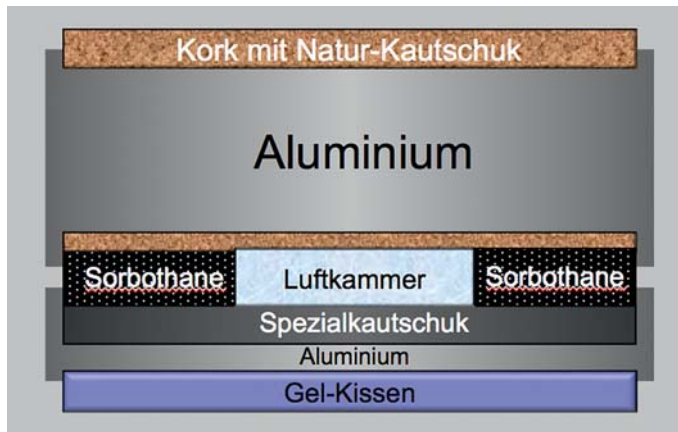 Kork mit Natur-Kautschuk
Aluminium
Sorbothane Luftkammer Sorbothane
Spezialkautschuk
Aluminium
Gel-Kissen